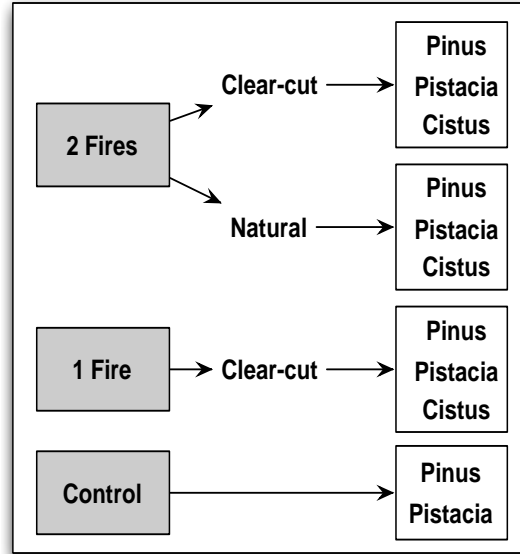 2 Fires
Clear-cut
Pinus
Pistacia
Cistus
Natural
Pinus
Pistacia
Cistus
1 Fire
Clear-cut
Pinus
Pistacia
Cistus
Control
Pinus
Pistacia